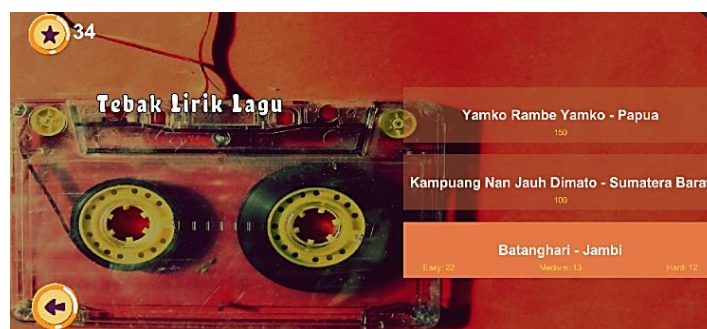 34
Tebak Lirik Lagu
Yamko Rambe Yamko - Papua
150
Kampuang Nan Jauh Dimato - Sumatera Bara
100
Batanghari - Jambi
Easy: 22 Medium: 13 Hard: 12